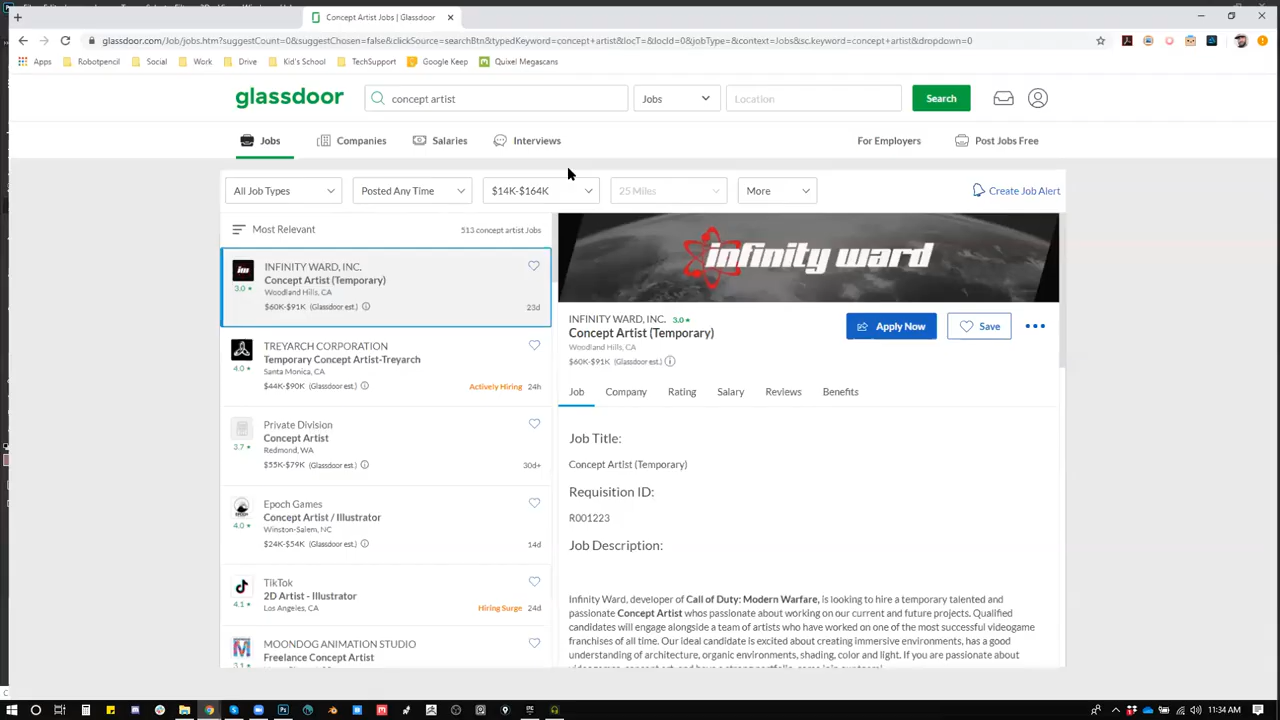 Concept Artist Jobs | Glassdoor
glassdoor.com/Job/jobs.htm?suggestCount=0&suggestChosen=false&clickSource=searchBtn&typedKeyword=concept+artist&locT=&LocId=0&jobType=&context=Jobs&sc.keyword=concept+artist&dropdown=0
Apps Robotpencil Social Work Drive Kid's School TechSupport Google Keep Quixel Megascans
glassdoor concept artist Jobs Location Search
Jobs Companies Salaries Interviews For Employers Post Jobs Free
All Job Types Posted Any Time $14K-$164K 25 Miles More Create Job Alert
Most Relevant 513 concept artist Jobs
INFINITY WARD, INC.
Concept Artist (Temporary)
Woodland Hills, CA
3.0 ★
$60K-$91K (Glassdoor est.) 23d
TREYARCH CORPORATION
Temporary Concept Artist-Treyarch
Santa Monica, CA
4.0 ★
$44K-$90K (Glassdoor est.) Actively Hiring 24h
Private Division
Concept Artist
Redmond, WA
3.7 ★
$55K-$79K (Glassdoor est.) 30d+
Epoch Games
Concept Artist / Illustrator
Winston-Salem, NC
4.0 ★
$24K-$54K (Glassdoor est.) 14d
TikTok
2D Artist - Illustrator
Los Angeles, CA
4.1 ★
Hiring Surge 24d
MOONDOG ANIMATION STUDIO
Freelance Concept Artist
infinity ward
INFINITY WARD, INC. 3.0 ★
Concept Artist (Temporary)
Woodland Hills, CA
$60K-$91K (Glassdoor est.)
Apply Now Save
Job Company Rating Salary Reviews Benefits
Job Title:
Concept Artist (Temporary)
Requisition ID:
R001223
Job Description:
Infinity Ward, developer of Call of Duty: Modern Warfare, is looking to hire a temporary talented and
passionate Concept Artist whos passionate about working on our current and future projects. Qualified
candidates will engage alongside a team of artists who have worked on one of the most successful videogame
franchises of all time. Our ideal candidate is excited about creating immersive environments, has a good
understanding of architecture, organic environments, shading, color and light. If you are passionate about
11:34 AM